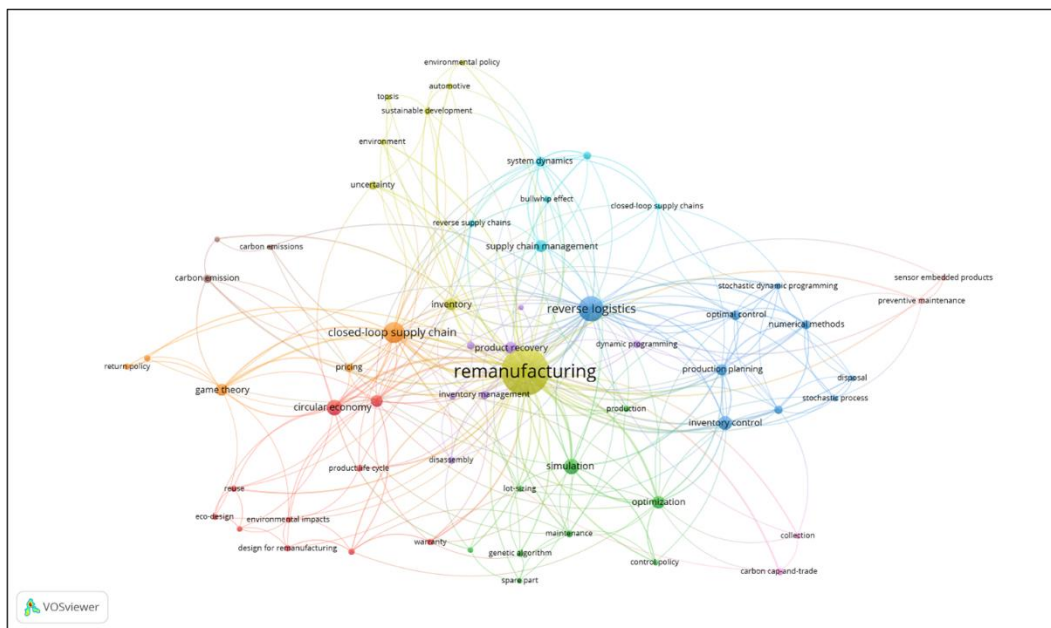 environmental policy
automotive
topsis
sustainable development
environment
system dynamics
uncertainty
bullwhip effect
closed-loop supply chains
reverse supply chains
carbon emissions
supply chain management
carbon emission
sensor embedded products
stochastic dynamic programming
preventive maintenance
inventory
reverse logistics
optimal control
numerical methods
closed-loop supply chain
product recovery
dynamic programming
return policy
pricing
remanufacturing
production planning
disposal
game theory
inventory management
stochastic process
circular economy
production
inventory control
disassembly
simulation
product life cycle
reuse
lot-sizing
optimization
eco-design
environmental impacts
maintenance
collection
warranty
design for remanufacturing
genetic algorithm
control policy
carbon cap-and-trade
spare part
VOSviewer